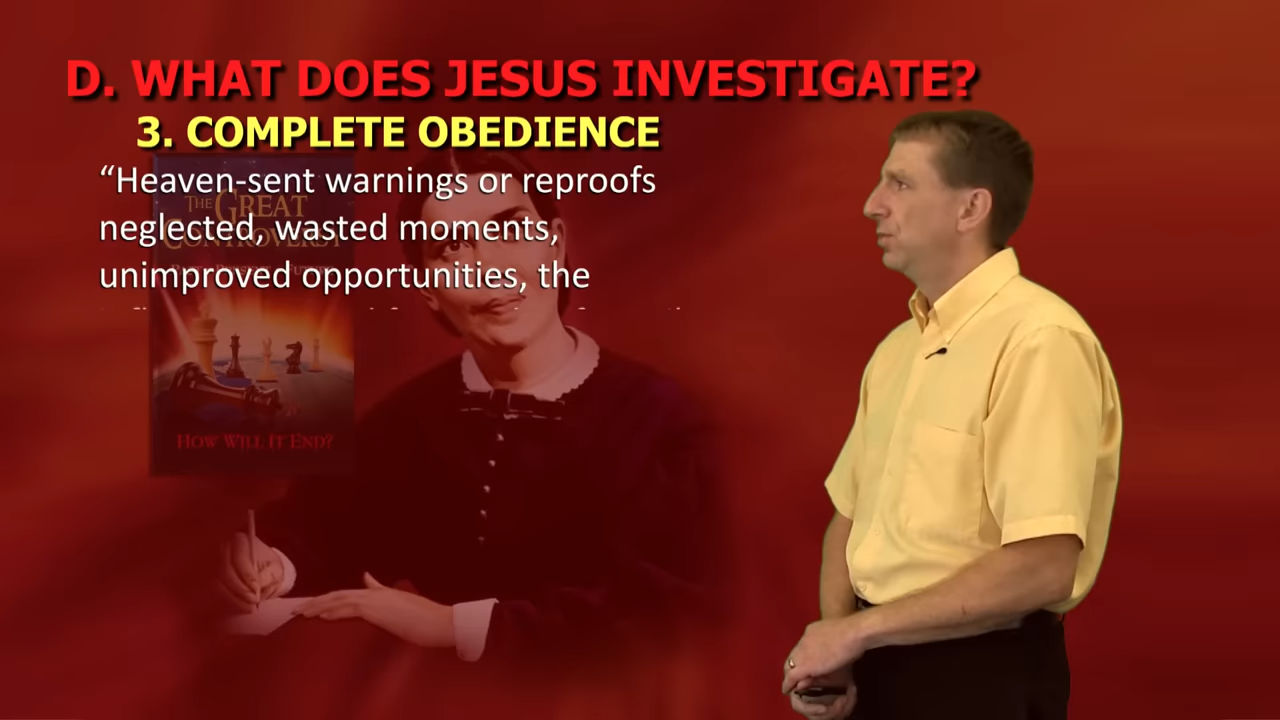 D. WHAT DOES JESUS INVESTIGATE?
3. COMPLETE OBEDIENCE
“Heaven-sent warnings or reproofs
neglected, wasted moments,
unimproved opportunities, the
THE GREAT
CONTROVERSY
HOW WILL IT END?